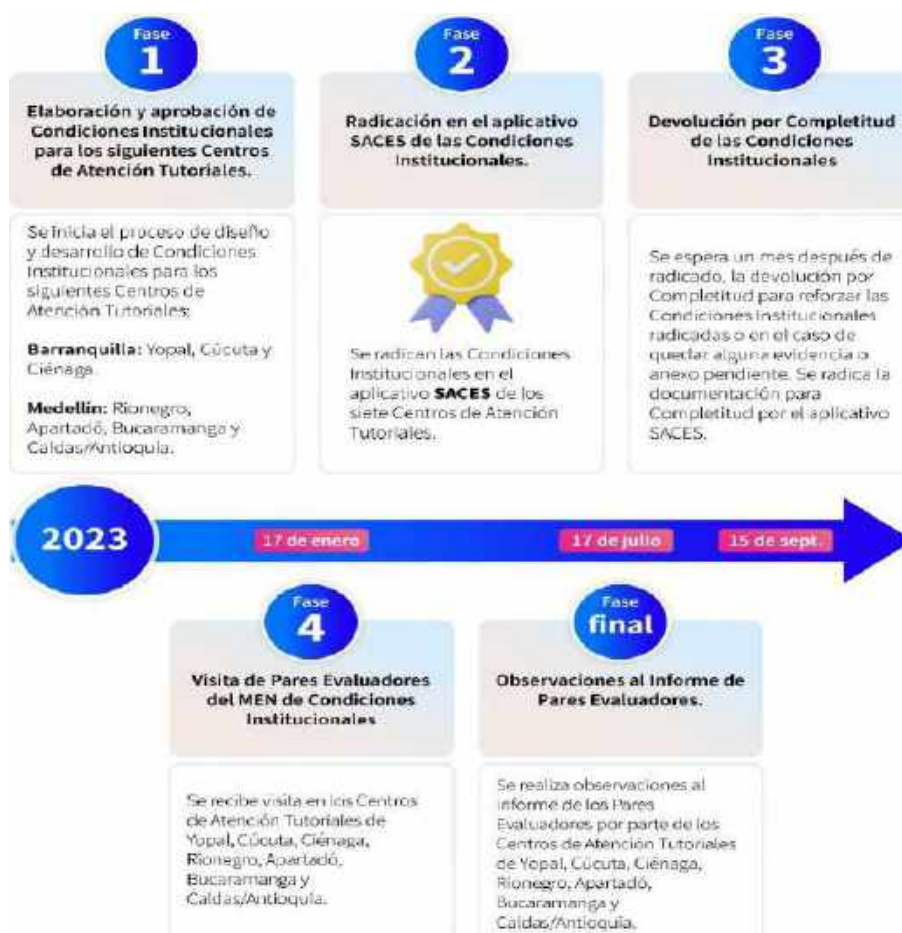 Fase
1
Elaboración y aprobación de
Condiciones Institucionales
para los siguientes Centros
de Atención Tutoriales.
Se inicia el proceso de diseño
y desarrollo de Condiciones
Institucionales para los
siguientes Centros de
Atención Tutoriales:
Barranquilla: Yopal, Cúcuta y
Ciénaga.
Medellín: Rionegro,
Apartadó, Bucaramanga y
Caldas/Antioquia.
Fase
2
Radicación en el aplicativo
SACES de las Condiciones
Institucionales.
Se radican las Condiciones
Institucionales en el
aplicativo SACES de los
siete Centros de Atención
Tutoriales.
Fase
3
Devolución por Completitud
de las Condiciones
Institucionales
Se espera un mes después de
radicado, la devolución por
Completitud para reforzar las
Condiciones Institucionales
radicadas o en el caso de
quedar alguna evidencia o
anexo pendiente. Se radica la
documentación para
Completitud por el aplicativo
SACES.
2023
17 de enero
17 de julio
15 de sept.
Fase
4
Visita de Pares Evaluadores
del MEN de Condiciones
Institucionales
Se recibe visita en los Centros
de Atención Tutoriales de
Yopal, Cúcuta, Ciénaga,
Rionegro, Apartadó,
Bucaramanga y
Caldas/Antioquia.
Fase
final
Observaciones al Informe de
Pares Evaluadores.
Se realiza observaciones al
informe de los Pares
Evaluadores por parte de los
Centros de Atención Tutoriales
de Yopal, Cúcuta, Ciénaga,
Rionegro, Apartadó,
Bucaramanga y
Caldas/Antioquia.